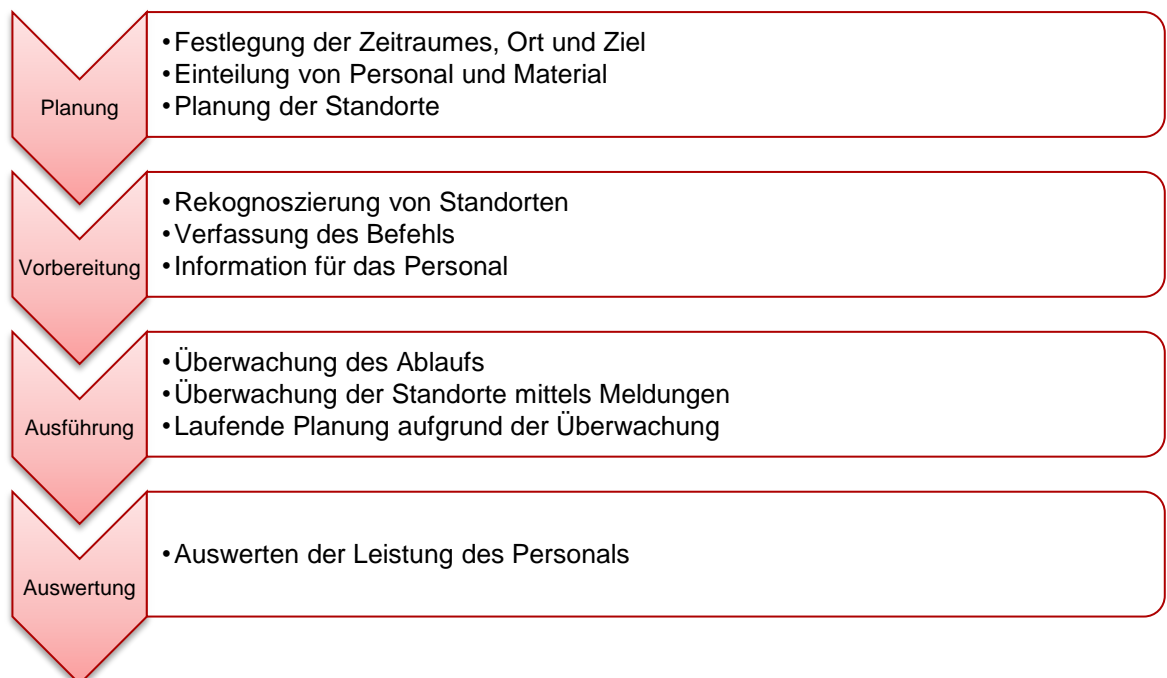 Planung
•Festlegung der Zeitraumes, Ort und Ziel
•Einteilung von Personal und Material
•Planung der Standorte
Vorbereitung
•Rekognoszierung von Standorten
•Verfassung des Befehls
•Information für das Personal
Ausführung
•Überwachung des Ablaufs
•Überwachung der Standorte mittels Meldungen
•Laufende Planung aufgrund der Überwachung
Auswertung
•Auswerten der Leistung des Personals